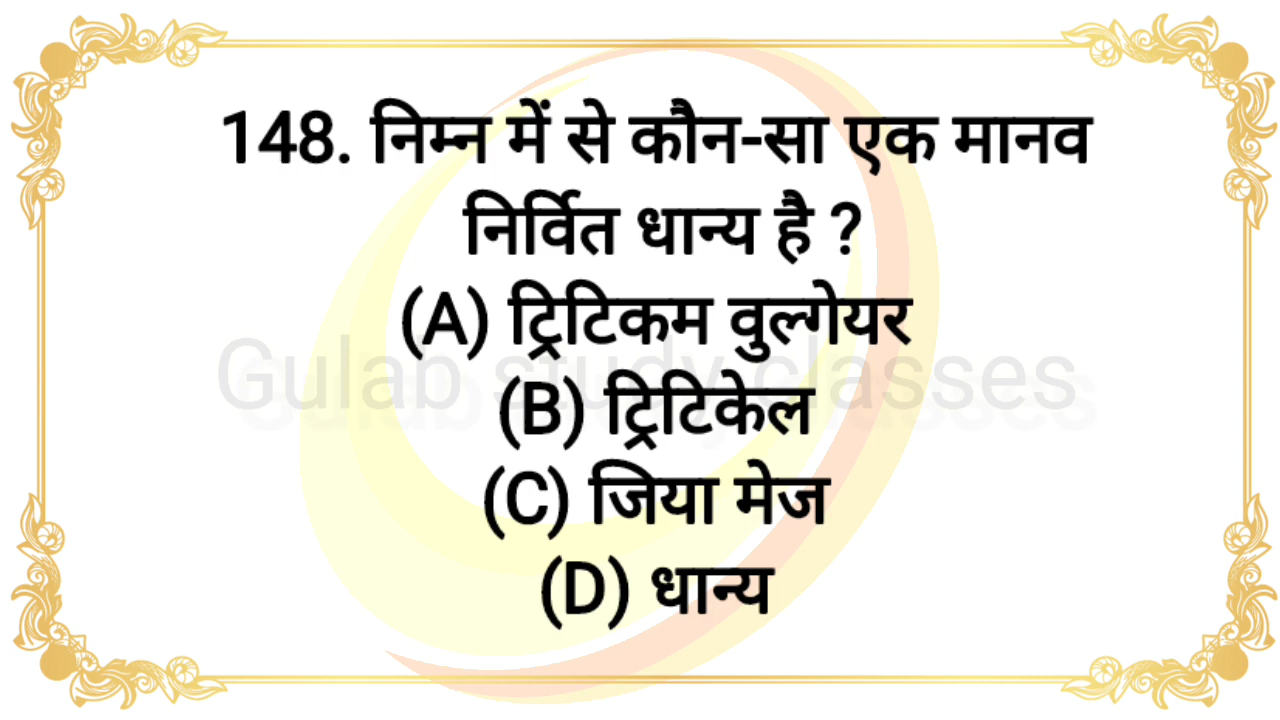 148. निम्न में से कौन-सा एक मानव
निर्वित धान्य है ?
(A) ट्रिटिकम वुल्गेयर
Gulab study classes
(B) ट्रिटिकेल
(C) जिया मेज
(D) धान्य